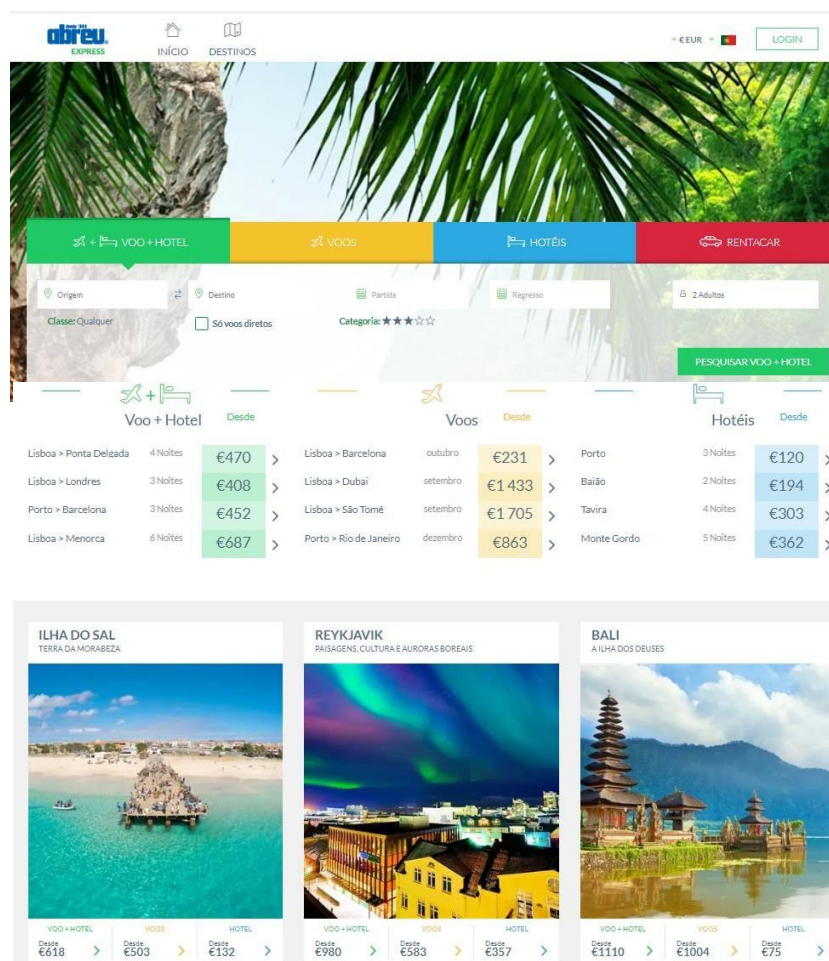 desde 1840
abreu
EXPRESS
INÍCIO
DESTINOS
€ EUR
LOGIN
+ VOO + HOTEL
VOOS
HOTÉIS
RENTACAR
Origem
Destino
Partida
Regresso
2 Adultos
Classe: Qualquer
Só voos diretos
Categoria: ★★★☆☆
PESQUISAR VOO + HOTEL
+
Voo + Hotel Desde
Lisboa > Ponta Delgada 4 Noites €470 >
Lisboa > Londres 3 Noites €408 >
Porto > Barcelona 3 Noites €452 >
Lisboa > Menorca 6 Noites €687 >
Voos Desde
Lisboa > Barcelona outubro €231 >
Lisboa > Dubai setembro €1 433 >
Lisboa > São Tomé setembro €1 705 >
Porto > Rio de Janeiro dezembro €863 >
Hotéis Desde
Porto 3 Noites €120 >
Baião 2 Noites €194 >
Tavira 4 Noites €303 >
Monte Gordo 5 Noites €362 >
ILHA DO SAL
TERRA DA MORABEZA
VOO + HOTEL VOOS HOTEL
Desde Desde Desde
€618 > €503 > €132 >
REYKJAVIK
PAISAGENS, CULTURA E AURORAS BOREAIS
VOO + HOTEL VOOS HOTEL
Desde Desde Desde
€980 > €583 > €357 >
BALI
A ILHA DOS DEUSES
VOO + HOTEL VOOS HOTEL
Desde Desde Desde
€1110 > €1004 > €75 >